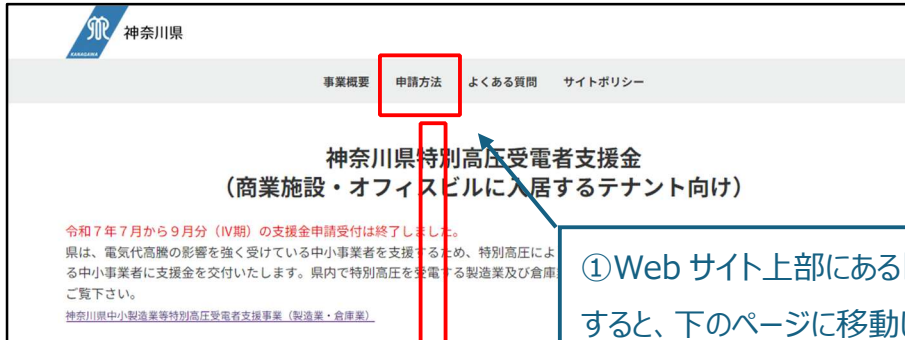 神奈川県
KANAGAWA
事業概要 申請方法 よくある質問 サイトポリシー
神奈川県特別高圧受電者支援金
（商業施設・オフィスビルに入居するテナント向け）
令和７年７月から９月分（Ⅳ期）の支援金申請受付は終了しました。
県は、電気代高騰の影響を強く受けている中小事業者を支援するため、特別高圧によ
る中小事業者に支援金を交付いたします。県内で特別高圧を受電する製造業及び倉庫
ご覧下さい。
神奈川県中小製造業等特別高圧受電者支援事業（製造業・倉庫業）
①Web サイト上部にある
すると、下のページに移動